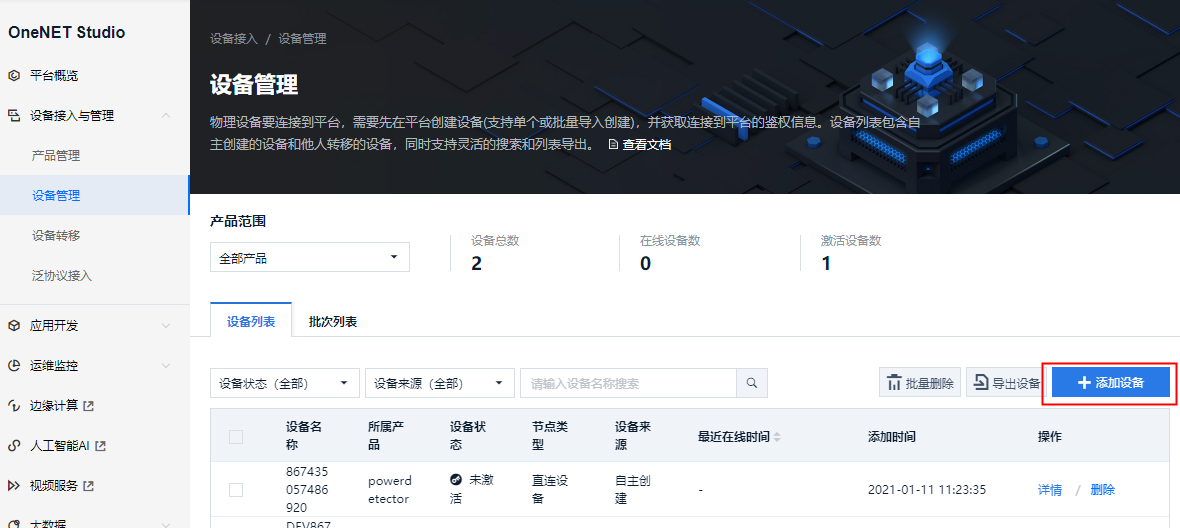 OneNET Studio
平台概览
设备接入与管理
产品管理
设备管理
设备转移
泛协议接入
应用开发
运维监控
边缘计算
人工智能AI
视频服务
大数据
设备接入 / 设备管理
设备管理
物理设备要连接到平台，需要先在平台创建设备(支持单个或批量导入创建)，并获取连接到平台的鉴权信息。设备列表包含自
主创建的设备和他人转移的设备，同时支持灵活的搜索和列表导出。 查看文档
产品范围
全部产品
设备总数
2
在线设备数
0
激活设备数
1
设备列表 批次列表
设备状态（全部） 设备来源（全部） 请输入设备名称搜索 批量删除 导出设备 添加设备
设备名 所属产 设备状 节点类 设备来
称 品 态 型 源
最近在线时间 添加时间 操作
867435
057486
920
powerd
etector
未激
活
直连设
备
自主创
建
-
2021-01-11 11:23:35
详情 / 删除
DEV867